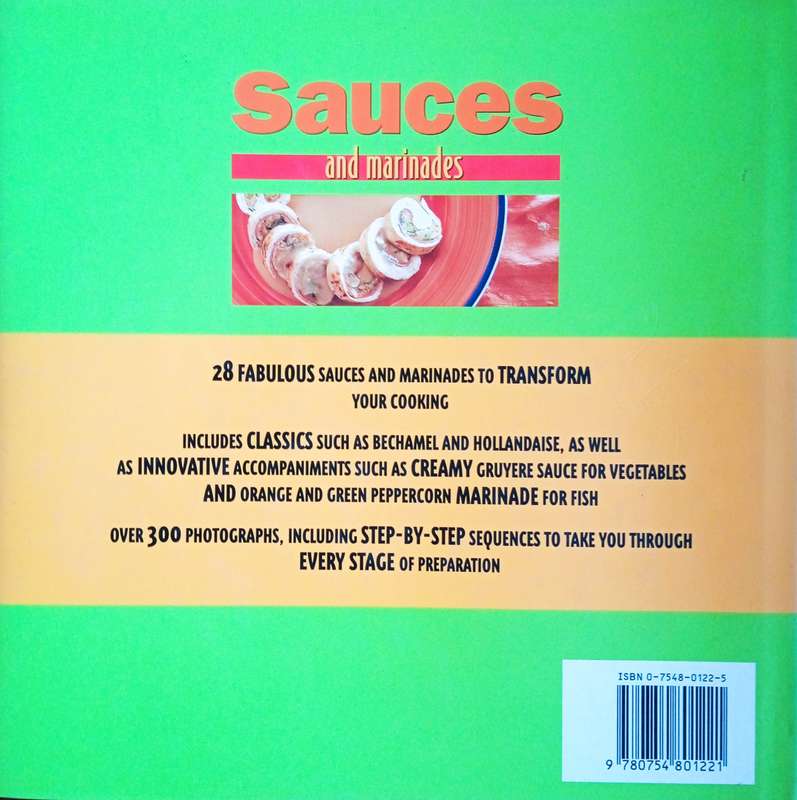 Sauces
and marinades
28 FABULOUS SAUCES AND MARINADES TO TRANSFORM
YOUR COOKING
INCLUDES CLASSICS SUCH AS BECHAMEL AND HOLLANDAISE, AS WELL
AS INNOVATIVE ACCOMPANIMENTS SUCH AS CREAMY GRUYERE SAUCE FOR VEGETABLES
AND ORANGE AND GREEN PEPPERCORN MARINADE FOR FISH
OVER 300 PHOTOGRAPHS, INCLUDING STEP-BY-STEP SEQUENCES TO TAKE YOU THROUGH
EVERY STAGE OF PREPARATION
ISBN 0-7548-0122-5
9 780754 801221